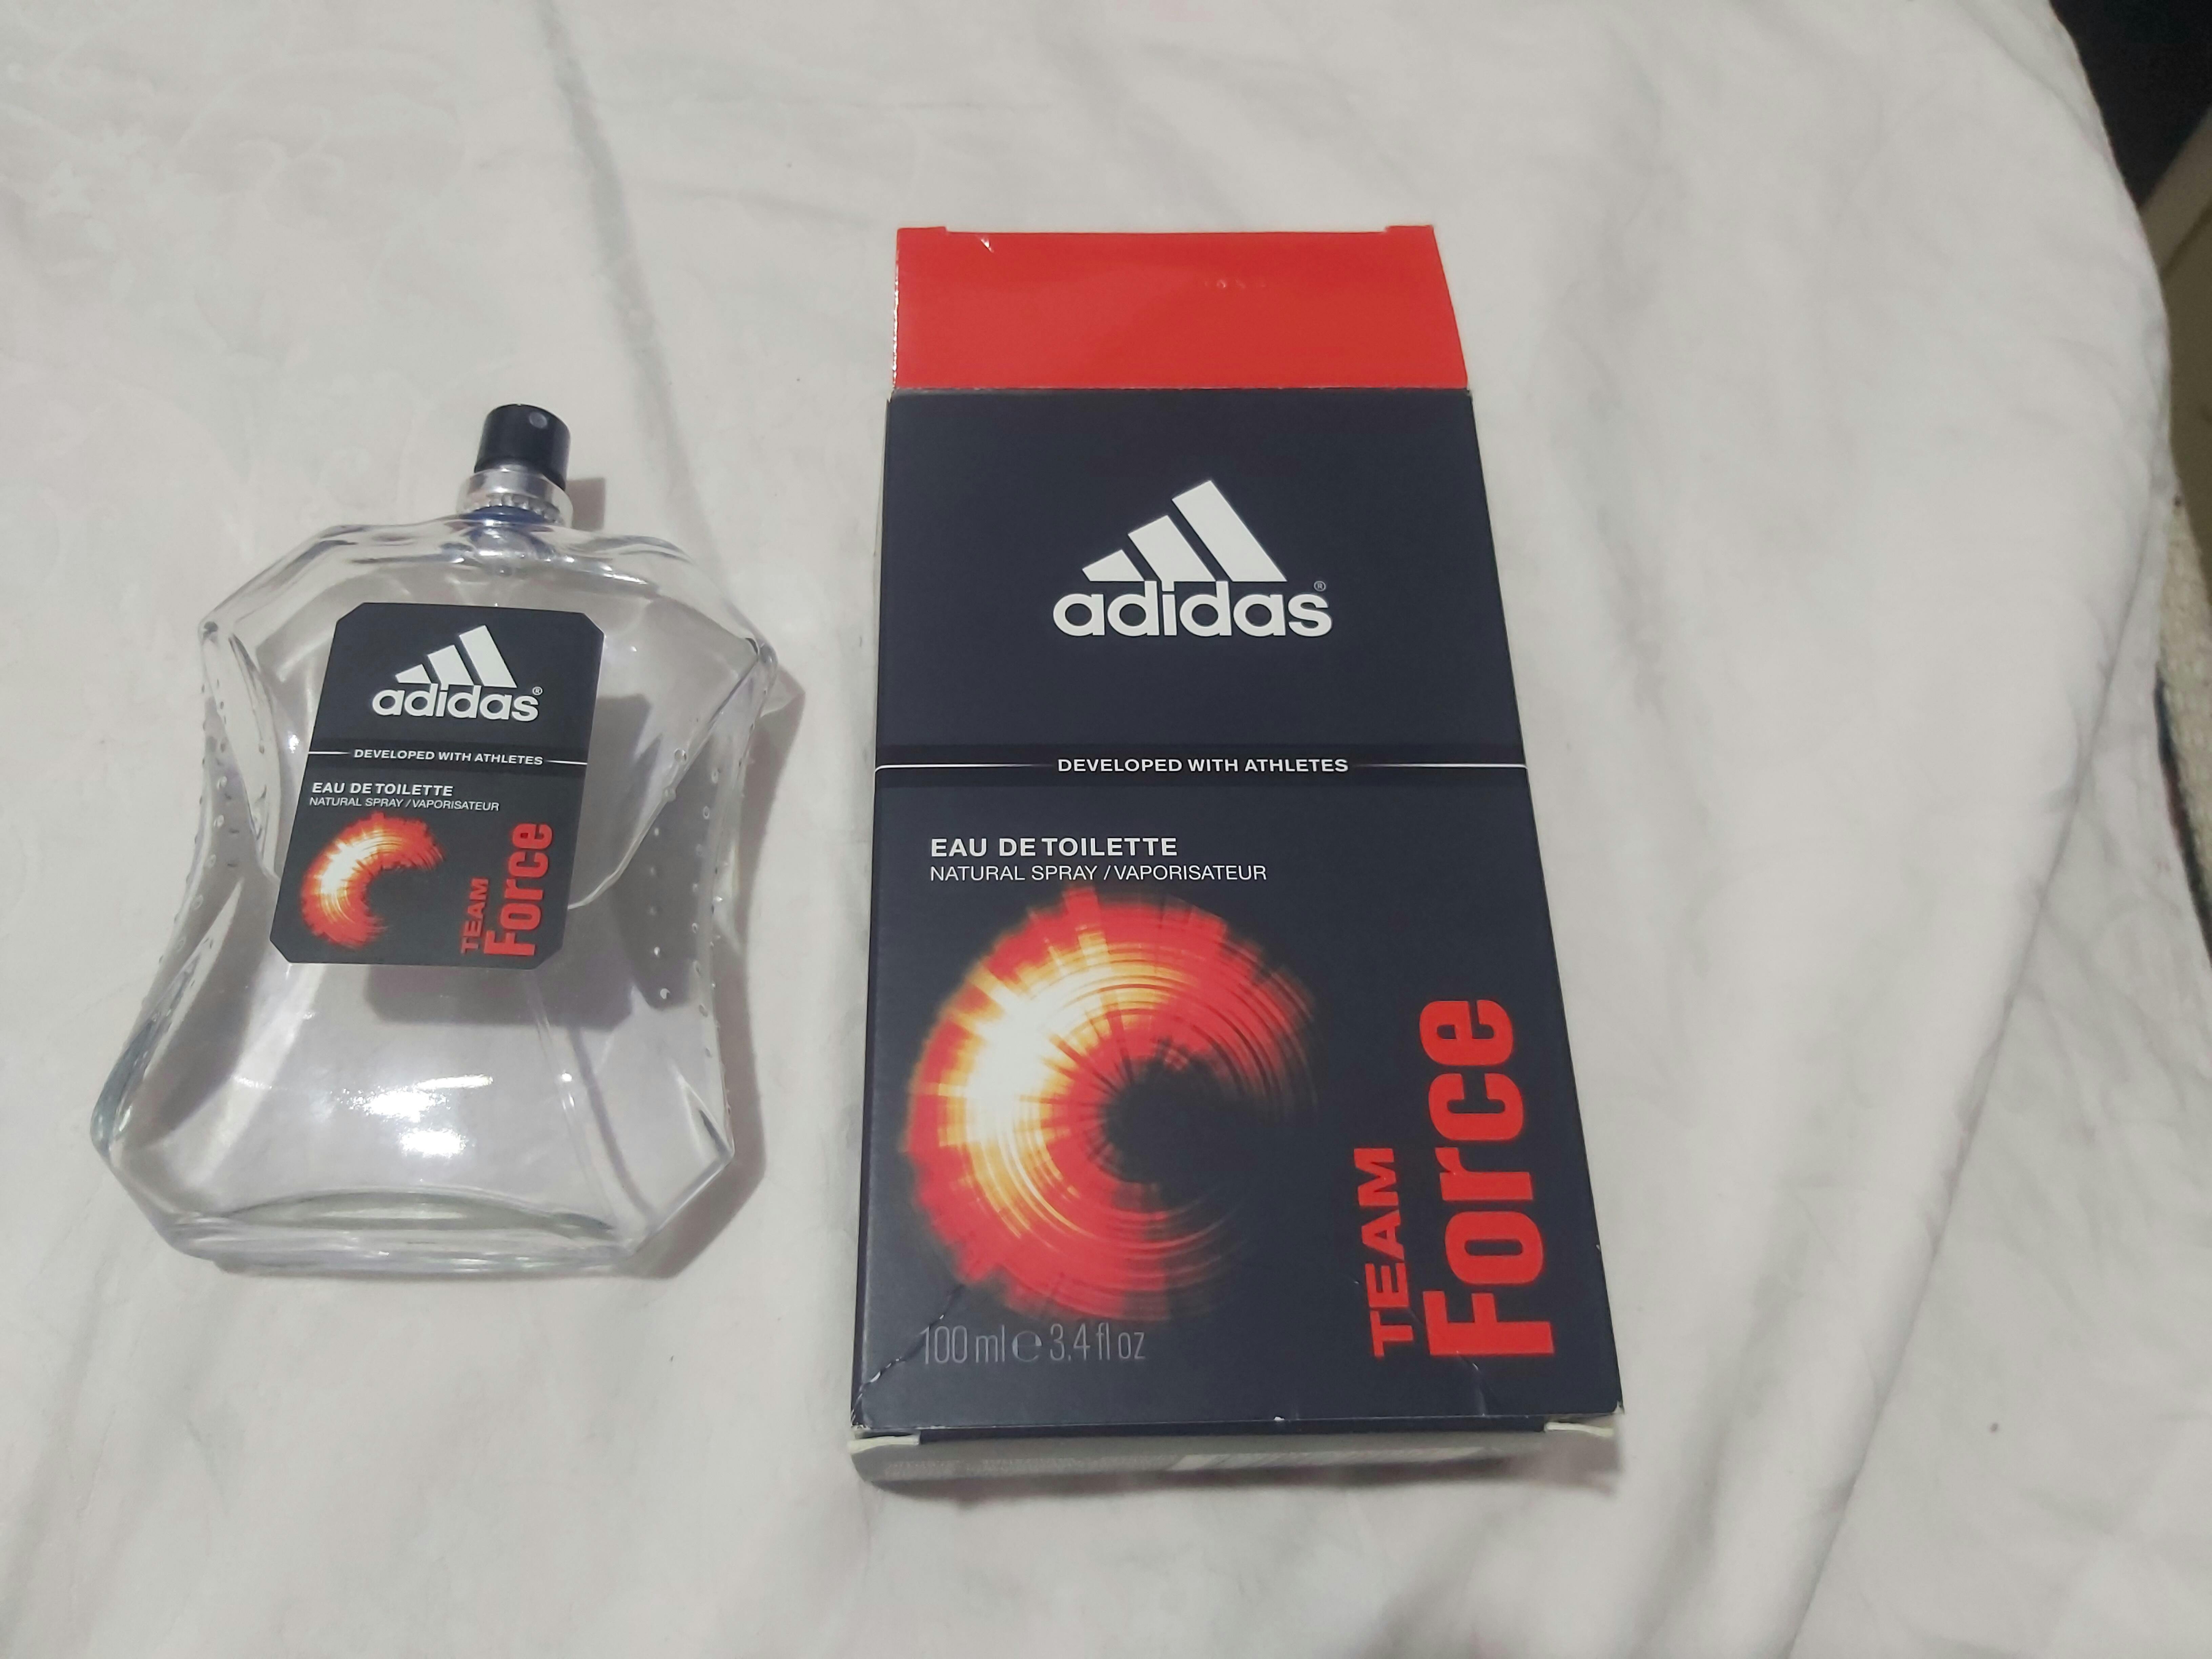 adidas®
DEVELOPED WITH ATHLETES
EAU DE TOILETTE
NATURAL SPRAY / VAPORISATEUR
TEAM
Force
adidas®
DEVELOPED WITH ATHLETES
EAU DE TOILETTE
NATURAL SPRAY / VAPORISATEUR
TEAM
Force
100 ml e 3.4 fl oz